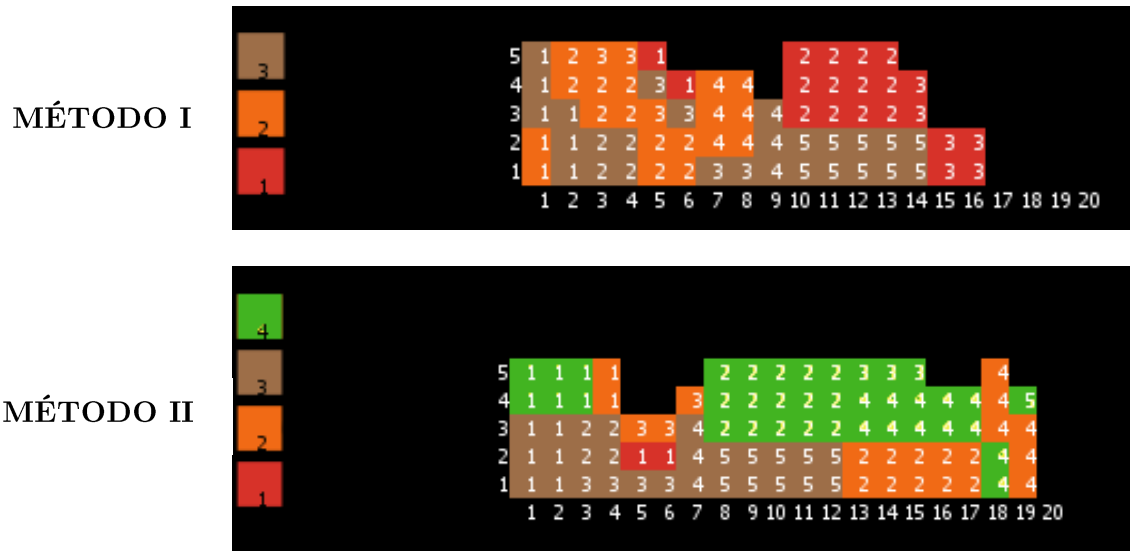 MÉTODO I
3
2
1
5 1 2 3 3 1 2 2 2 2
4 1 2 2 2 3 1 4 4 2 2 2 2 3
3 1 1 2 2 3 3 4 4 4 2 2 2 2 3
2 1 1 2 2 2 2 4 4 4 5 5 5 5 5 3 3
1 1 1 2 2 2 2 3 3 4 5 5 5 5 5 3 3
1 2 3 4 5 6 7 8 9 10 11 12 13 14 15 16 17 18 19 20
MÉTODO II
4
3
2
1
5 1 1 1 1 2 2 2 2 2 3 3 3 4
4 1 1 1 1 3 2 2 2 2 2 4 4 4 4 4 4 5
3 1 1 2 2 3 3 4 2 2 2 2 2 4 4 4 4 4 4 4
2 1 1 2 2 1 1 4 5 5 5 5 5 2 2 2 2 2 4 4
1 1 1 3 3 3 3 4 5 5 5 5 5 2 2 2 2 2 4 4
1 2 3 4 5 6 7 8 9 10 11 12 13 14 15 16 17 18 19 20